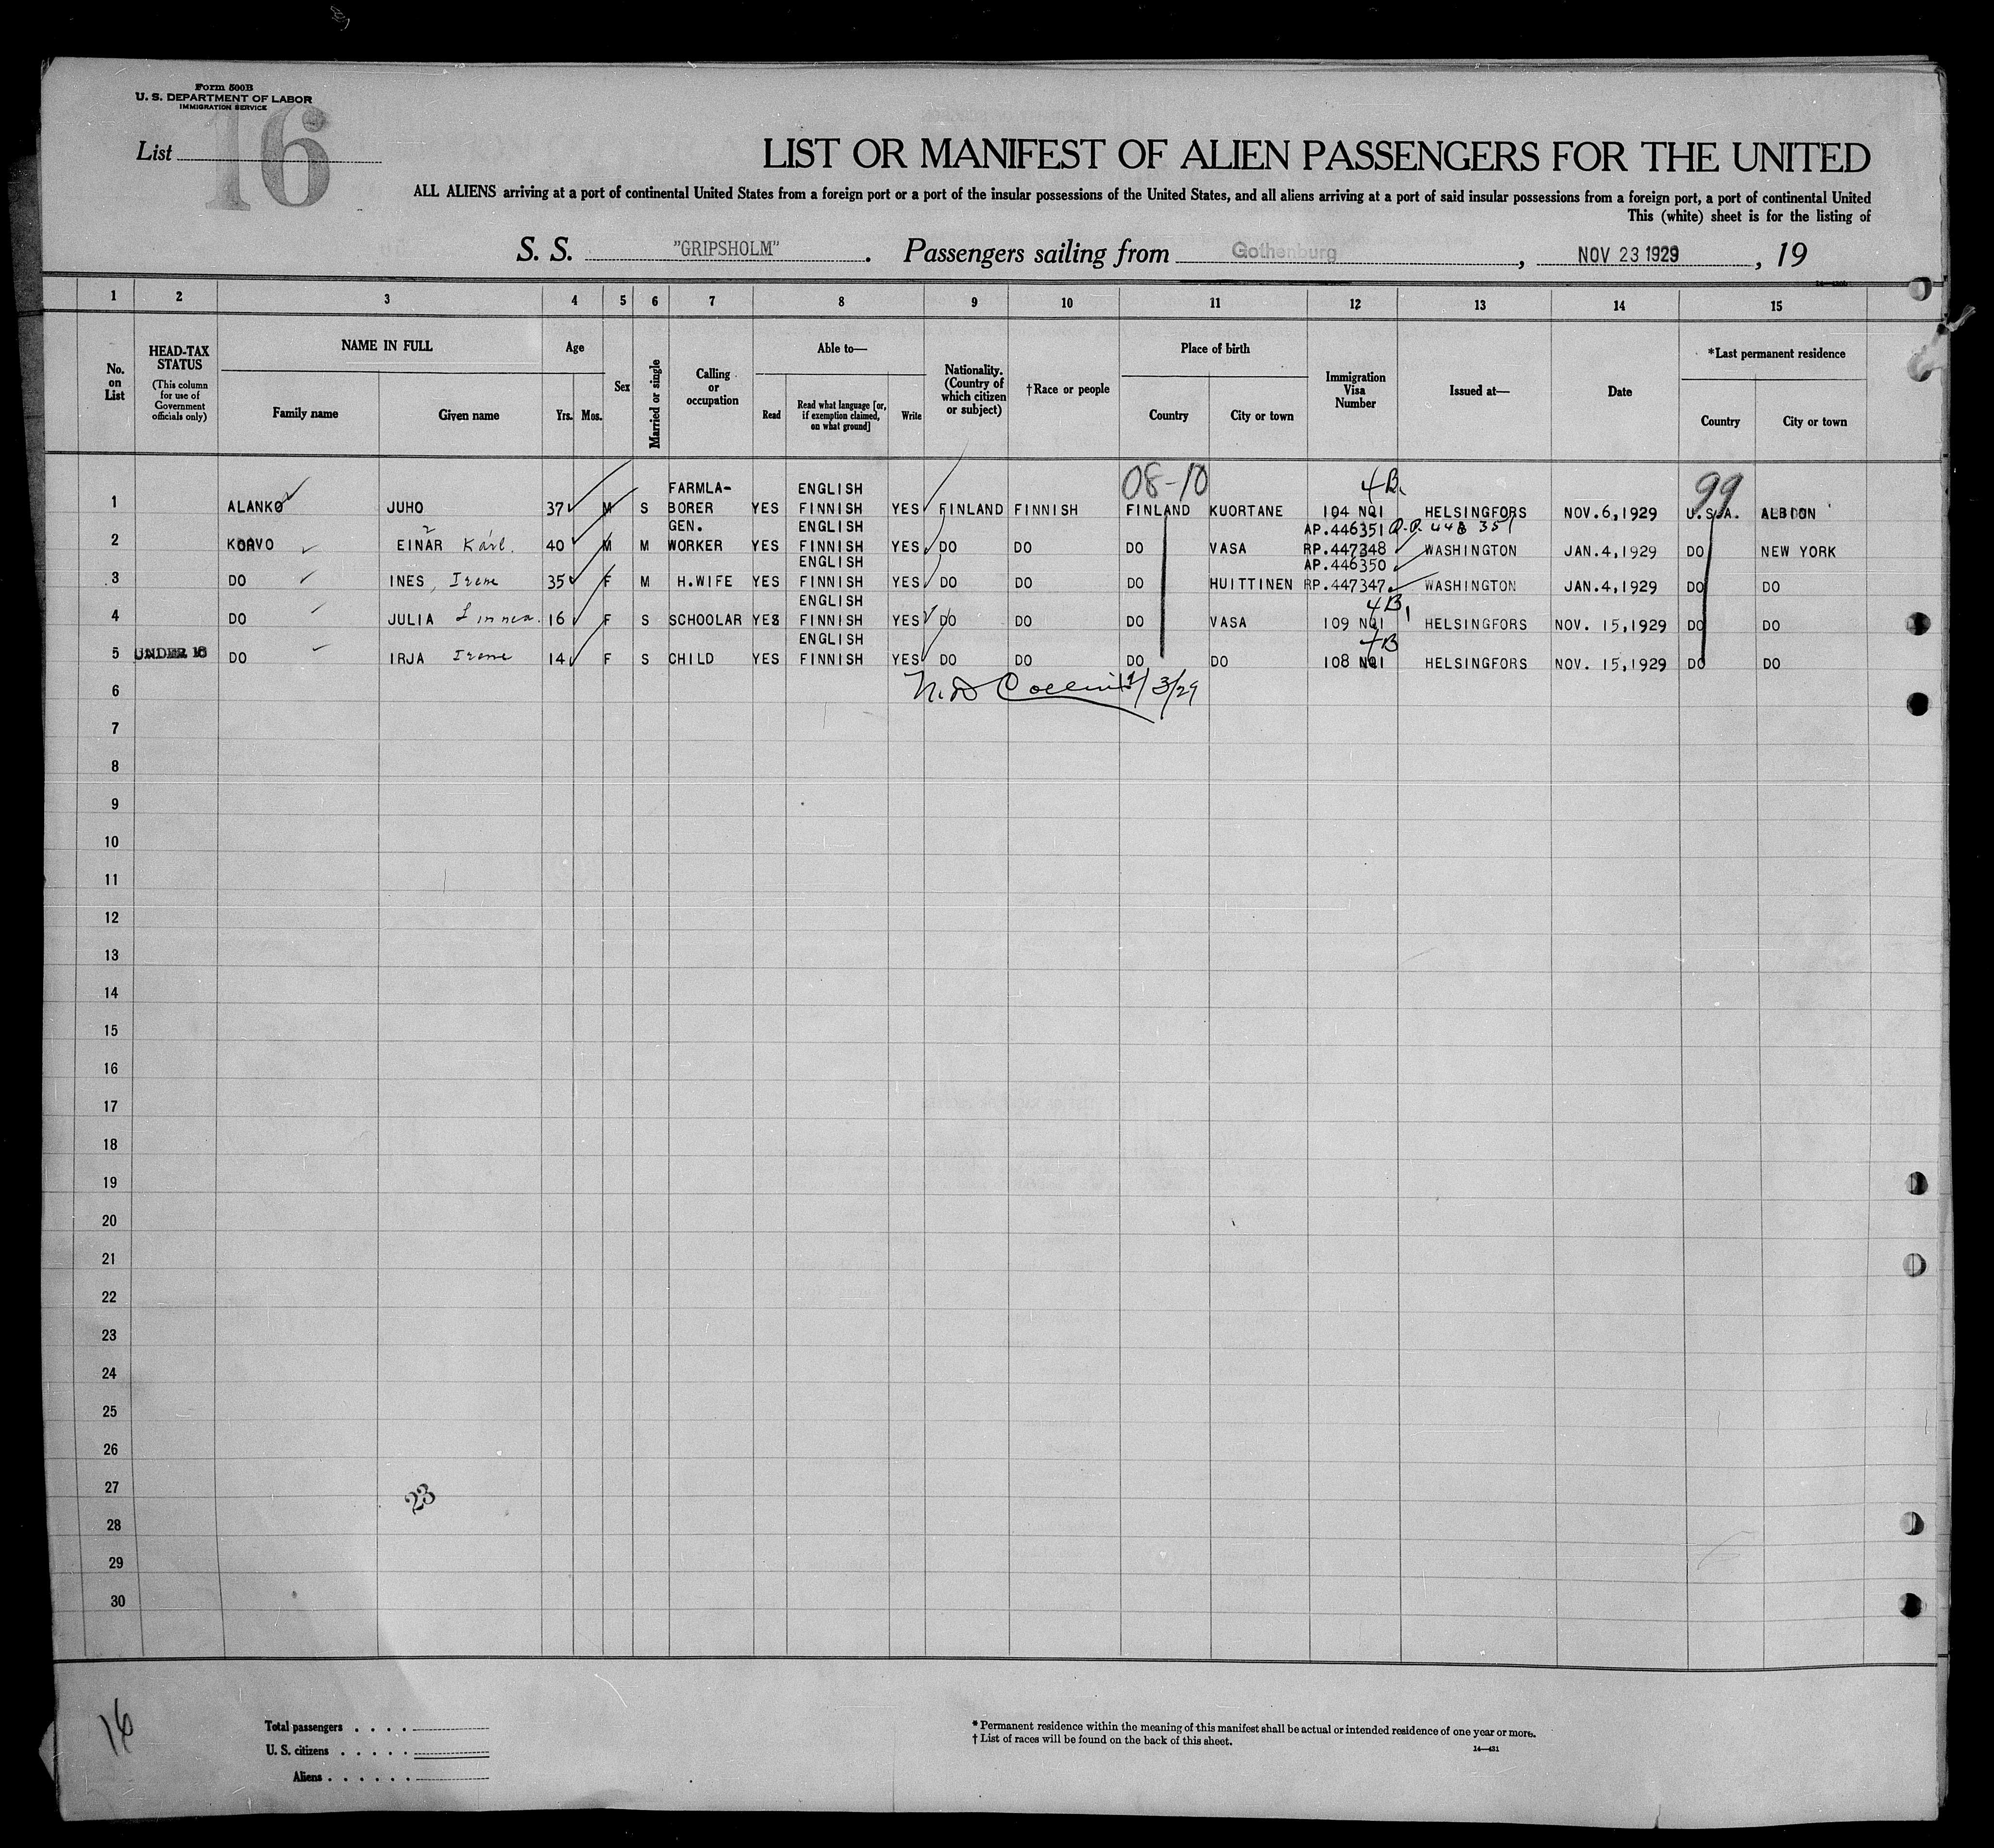 Form 500B
U. S. DEPARTMENT OF LABOR
IMMIGRATION SERVICE
List 16
LIST OR MANIFEST OF ALIEN PASSENGERS FOR THE UNITED
ALL ALIENS arriving at a port of continental United States from a foreign port or a port of the insular possessions of the United States, and all aliens arriving at a port of said insular possessions from a foreign port, a port of continental United
This (white) sheet is for the listing of
S. S. "GRIPSHOLM". Passengers sailing from Gothenburg, NOV 23 1929, 19
1 2 3 4 5 6 7 8 9 10 11 12 13 14 15
No. on List
HEAD-TAX STATUS (This column for use of Government officials only)
NAME IN FULL
Family name Given name
Age
Yrs. Mos.
Sex
Married or single
Calling or occupation
Able to—
Read Read what language [or, if exemption claimed, on what ground] Write
Nationality. (Country of which citizen or subject)
†Race or people
Place of birth
Country City or town
Immigration Visa Number
Issued at—
Date
*Last permanent residence
Country City or town
08-10 4B. 99
FARMLA- ENGLISH
1 ALANKO JUHO 37 M S BORER YES FINNISH YES FINLAND FINNISH FINLAND KUORTANE 104 NQI HELSINGFORS NOV.6,1929 U.S.A. ALBION
GEN. ENGLISH AP.446351
2 KORVO EINAR Karl. 40 M M WORKER YES FINNISH YES DO DO DO VASA RP.447348 WASHINGTON JAN.4,1929 DO NEW YORK
ENGLISH AP.446350
3 DO INES, Irene 35 F M H.WIFE YES FINNISH YES DO DO DO HUITTINEN RP.447347 WASHINGTON JAN.4,1929 DO DO
ENGLISH 4B
4 DO JULIA Linnea. 16 F S SCHOOLAR YES FINNISH YES DO DO DO VASA 109 NQI HELSINGFORS NOV. 15,1929 DO DO
ENGLISH 4B
5 UNDER 16 DO IRJA Irene 14 F S CHILD YES FINNISH YES DO DO DO DO 108 NQI HELSINGFORS NOV. 15,1929 DO DO
6
7
8
9
10
11
12
13
14
15
16
17
18
19
20
21
22
23
24
25
26
27
23
28
29
30
16
Total passengers . . . .
U. S. citizens . . . . .
Aliens . . . . . .
* Permanent residence within the meaning of this manifest shall be actual or intended residence of one year or more.
† List of races will be found on the back of this sheet.
14—431